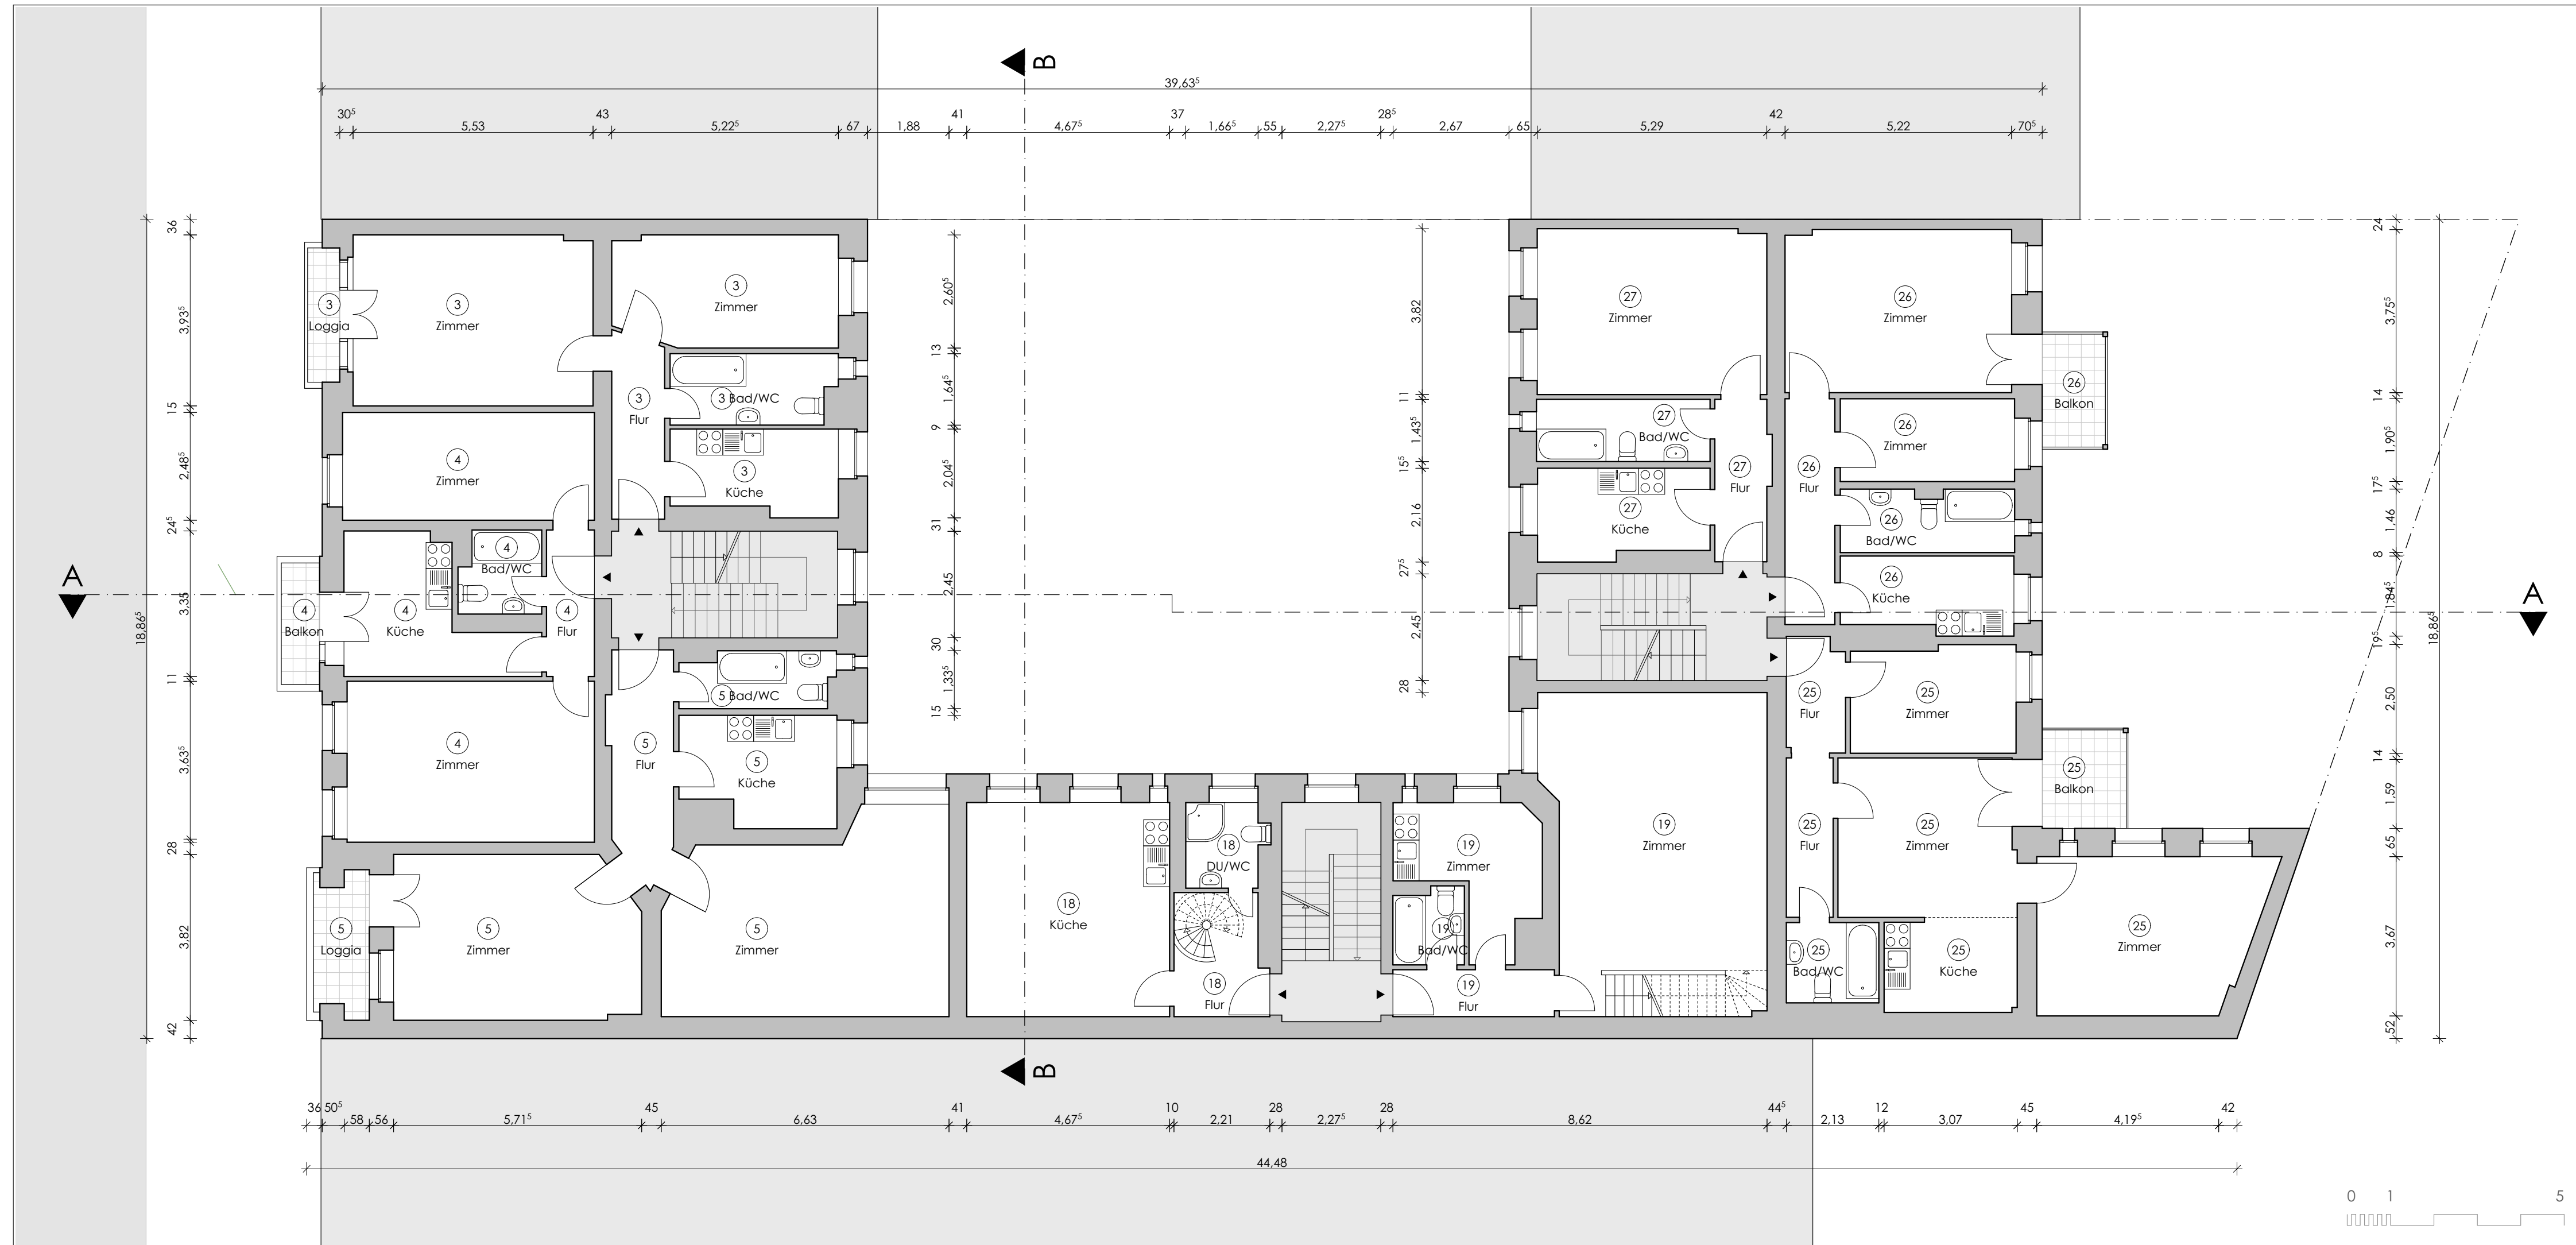 B
39,63⁵
30⁵ 43 41 37 28⁵ 42
5,53 5,22⁵ 67 1,88 4,67⁵ 1,66⁵ 55 2,27⁵ 2,67 65 5,29 5,22 70⁵
36
3,93⁵
15
2,48⁵
24⁵
3,35
11
3,63⁵
28
3,82
42
18,86⁵
A
3
Loggia
3
Zimmer
3
Zimmer
3
Flur
3 Bad/WC
3
Küche
4
Zimmer
4
Bad/WC
4
Balkon
4
Küche
4
Flur
4
Zimmer
5 Bad/WC
5
Flur
5
Küche
5
Loggia
5
Zimmer
5
Zimmer
2,60⁵
13
1,64⁵
9
2,04⁵
31
2,45
30
1,33⁵
15
18
Küche
18
DU/WC
18
Flur
19
Zimmer
19
Bad/WC
19
Flur
19
Zimmer
3,82
11
1,43⁵
15⁵
2,16
27⁵
2,45
28
27
Zimmer
27
Bad/WC
27
Küche
27
Flur
26
Zimmer
26
Balkon
26
Zimmer
26
Flur
26
Bad/WC
26
Küche
25
Flur
25
Zimmer
25
Balkon
25
Flur
25
Zimmer
25
Bad/WC
25
Küche
25
Zimmer
24
3,75⁵
14
1,90⁵
17⁵
1,46
8
1,84⁵
19⁵
2,50
14
1,59
65
3,67
52
18,86⁵
A
B
36 50⁵ 45 41 10 28 28 44⁵ 12 45 42
58 56 5,71⁵ 6,63 4,67⁵ 2,21 2,27⁵ 8,62 2,13 3,07 4,19⁵
44,48
0 1 5